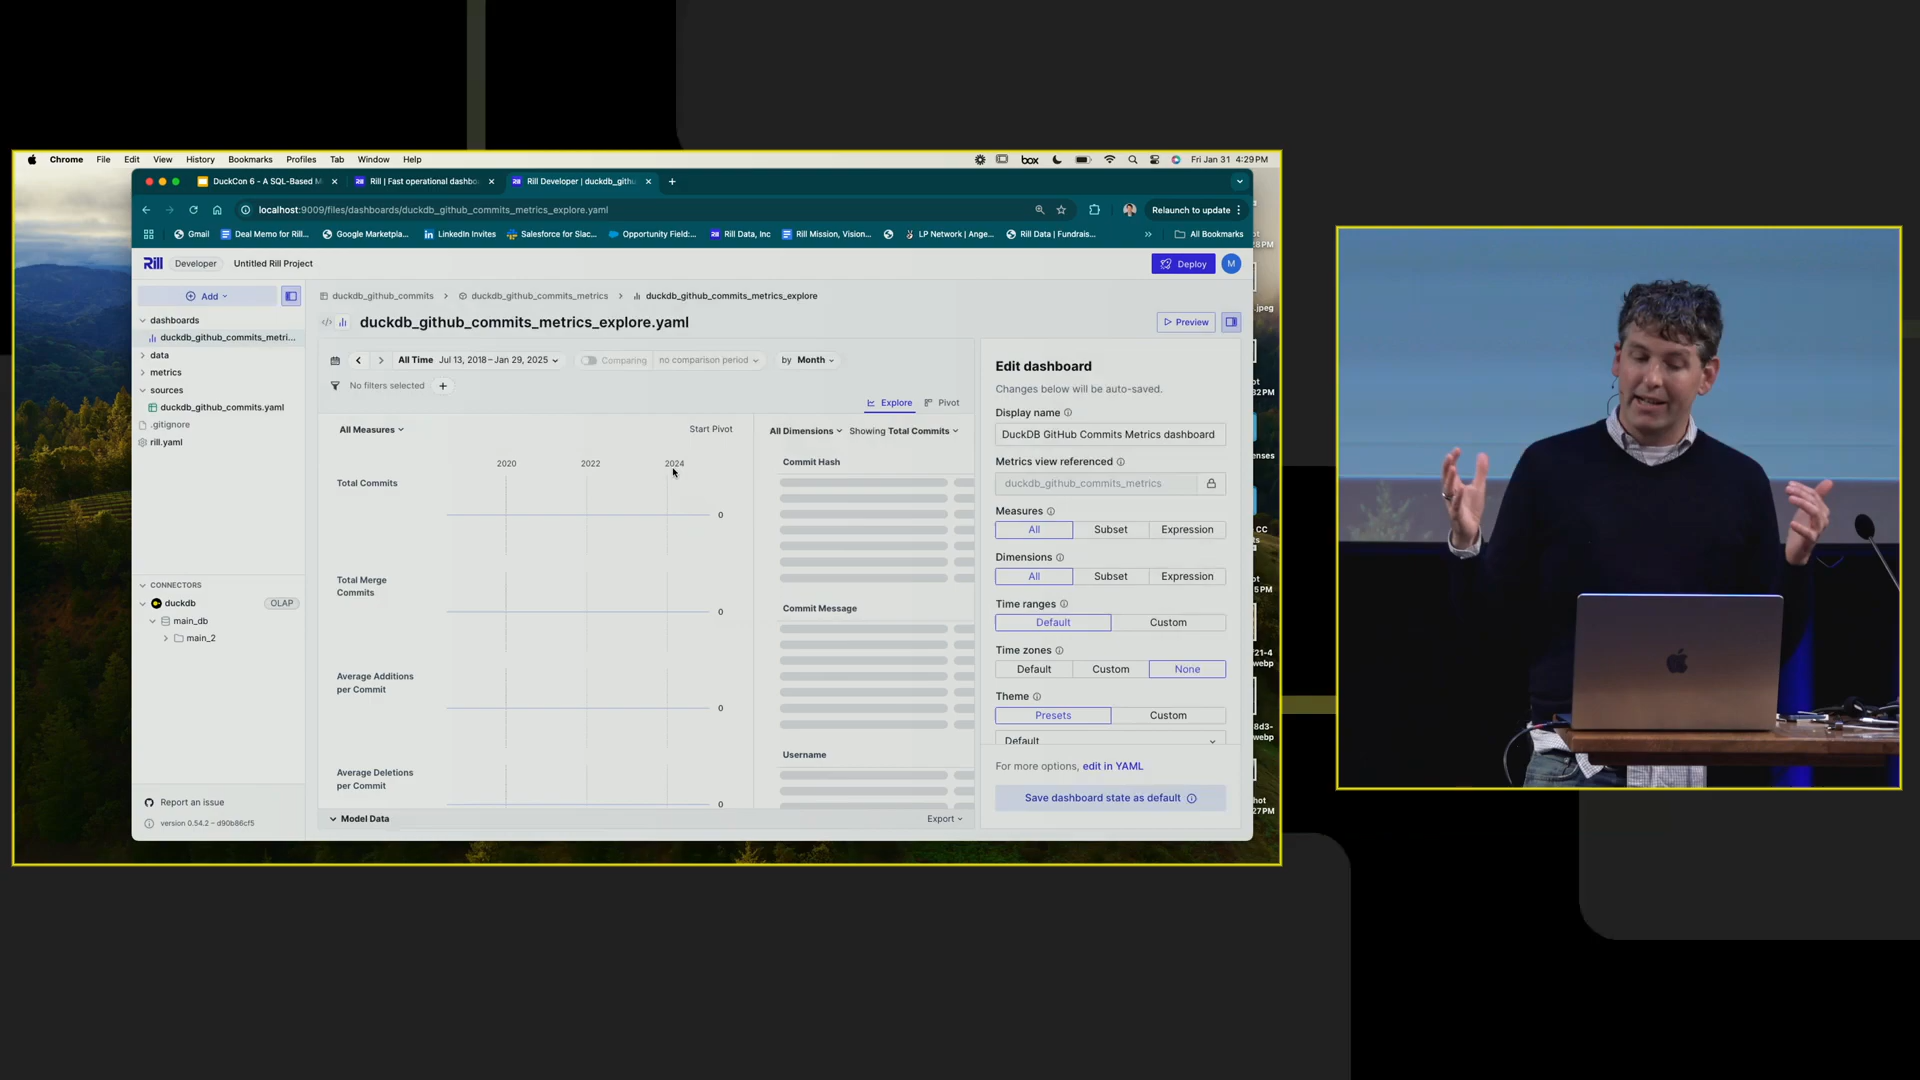 Chrome File Edit View History Bookmarks Profiles Tab Window Help
box
Fri Jan 31 4:29 PM
DuckCon 6 - A SQL-Based M
Rill | Fast operational dashbo
Rill Developer | duckdb_gith
localhost:9009/files/dashboards/duckdb_github_commits_metrics_explore.yaml
Relaunch to update
Gmail
Deal Memo for Rill...
Google Marketpla...
LinkedIn Invites
Salesforce for Slac...
Opportunity Field:...
Rill Data, Inc
Rill Mission, Vision...
LP Network | Ange...
Rill Data | Fundrais...
All Bookmarks
Rill
Developer
Untitled Rill Project
Deploy
M
Add
dashboards
duckdb_github_commits_metri...
data
metrics
sources
duckdb_github_commits.yaml
.gitignore
rill.yaml
CONNECTORS
duckdb
OLAP
main_db
main_2
Report an issue
version 0.54.2 – d90b86cf5
duckdb_github_commits
duckdb_github_commits_metrics
duckdb_github_commits_metrics_explore
duckdb_github_commits_metrics_explore.yaml
Preview
All Time Jul 13, 2018 – Jan 29, 2025
Comparing
no comparison period
by Month
No filters selected
Explore
Pivot
All Measures
Start Pivot
2020
2022
2024
Total Commits
0
Total Merge
Commits
0
Average Additions
per Commit
0
Average Deletions
per Commit
0
All Dimensions
Showing Total Commits
Commit Hash
Commit Message
Username
Model Data
Export
Edit dashboard
Changes below will be auto-saved.
Display name
DuckDB GitHub Commits Metrics dashboard
Metrics view referenced
duckdb_github_commits_metrics
Measures
All
Subset
Expression
Dimensions
All
Subset
Expression
Time ranges
Default
Custom
Time zones
Default
Custom
None
Theme
Presets
Custom
Default
For more options, edit in YAML
Save dashboard state as default